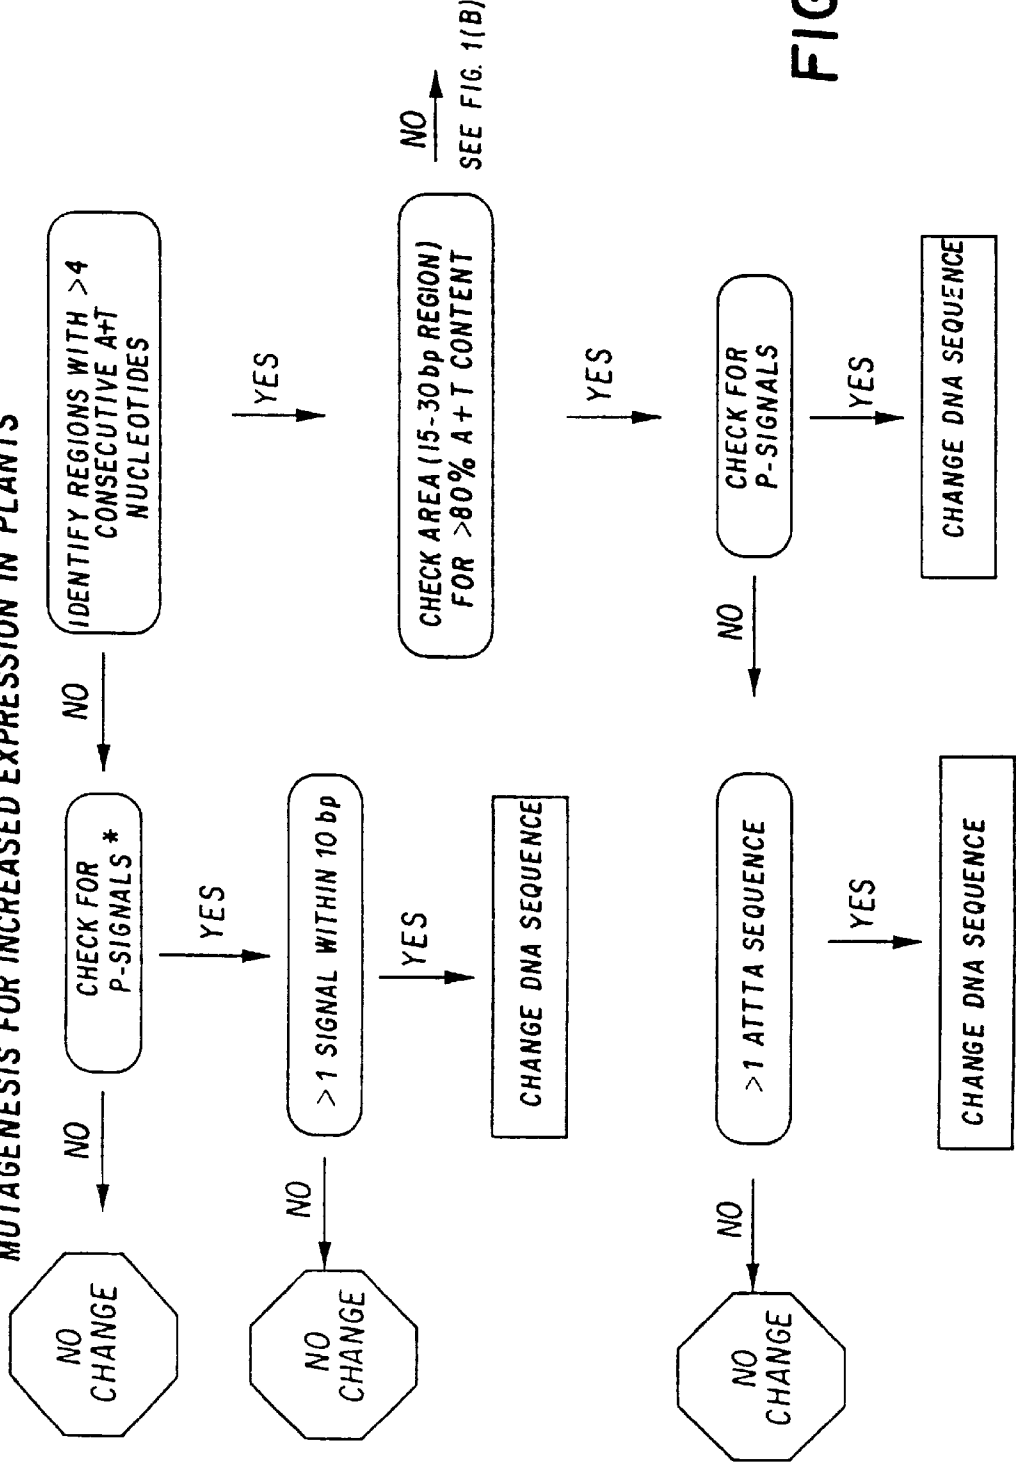 MUTAGENESIS FOR INCREASED EXPRESSION IN PLANTS
NO
CHANGE
NO
CHECK FOR
P-SIGNALS *
NO
IDENTIFY REGIONS WITH >4
CONSECUTIVE A+T
NUCLEOTIDES
YES
YES
NO
CHANGE
NO
>1 SIGNAL WITHIN 10 bp
CHECK AREA (15-30 bp REGION)
FOR >80% A+T CONTENT
NO
SEE FIG. 1(B)
YES
CHANGE DNA SEQUENCE
YES
NO
CHANGE
NO
>1 ATTTA SEQUENCE
NO
CHECK FOR
P-SIGNALS
YES
YES
CHANGE DNA SEQUENCE
CHANGE DNA SEQUENCE
FIG